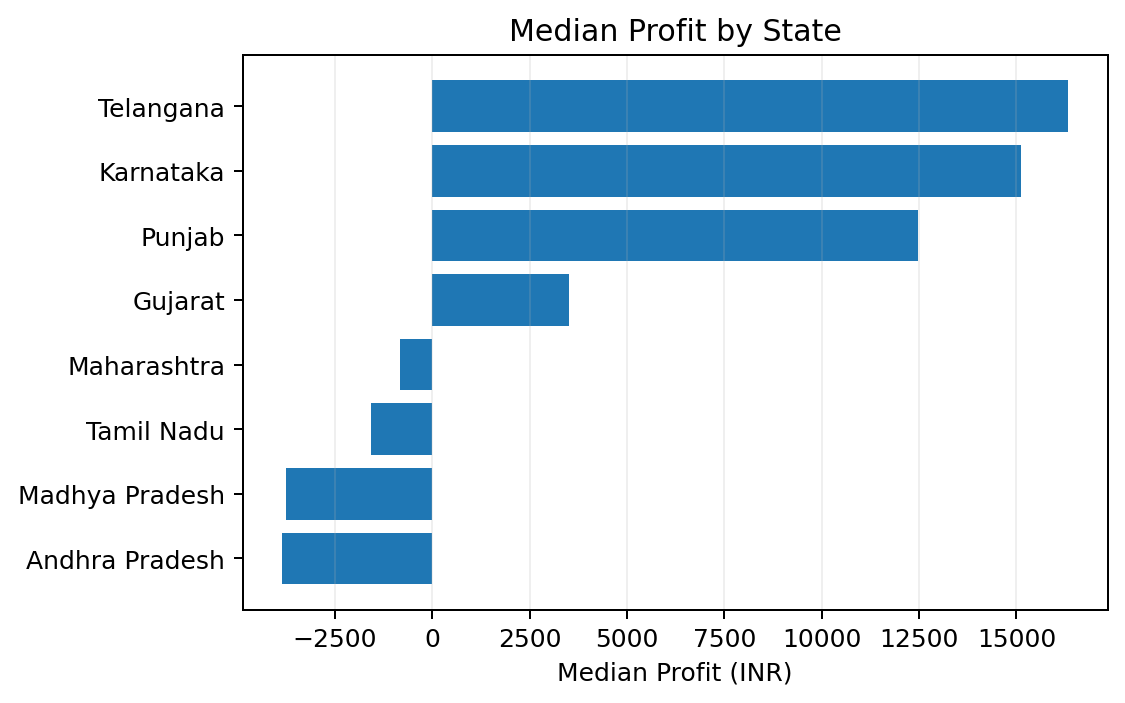 Median Profit by State
Telangana
Karnataka
Punjab
Gujarat
Maharashtra
Tamil Nadu
Madhya Pradesh
Andhra Pradesh
−2500 0 2500 5000 7500 10000 12500 15000
Median Profit (INR)